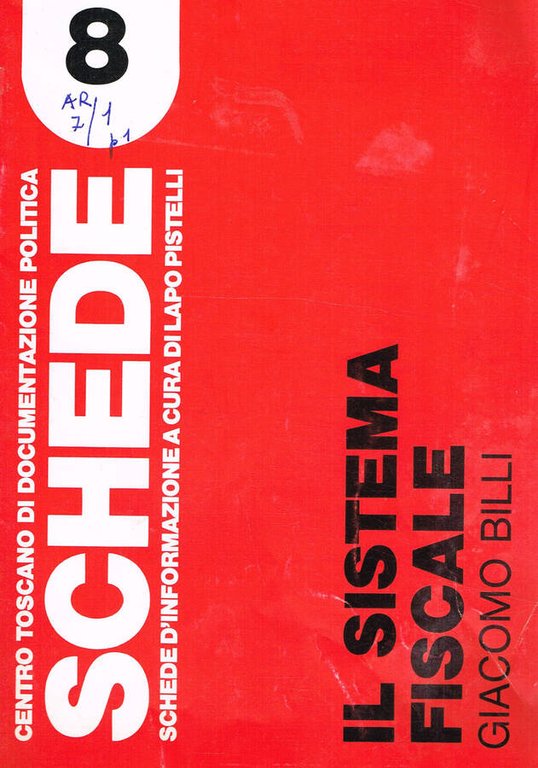 8
AR
7/1
p1
CENTRO TOSCANO DI DOCUMENTAZIONE POLITICA
SCHEDE
SCHEDE D'INFORMAZIONE A CURA DI LAPO PISTELLI
IL SISTEMA
FISCALE
GIACOMO BILLI